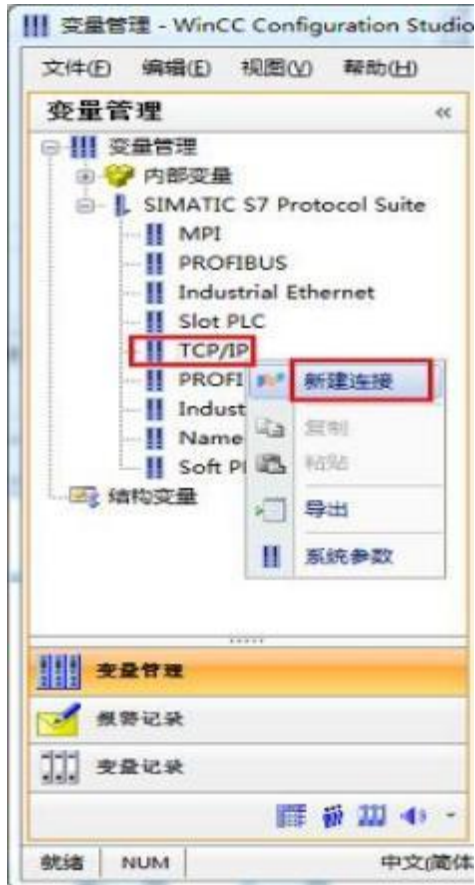 变量管理 - WinCC Configuration Studio
文件(F) 编辑(E) 视图(V) 帮助(H)
变量管理 «
变量管理
内部变量
SIMATIC S7 Protocol Suite
MPI
PROFIBUS
Industrial Ethernet
Slot PLC
TCP/IP
新建连接
PROFI
Indust
复制
Name
粘贴
Soft P
结构变量
导出
系统参数
变量管理
报警记录
变量记录
就绪 NUM 中文(简体